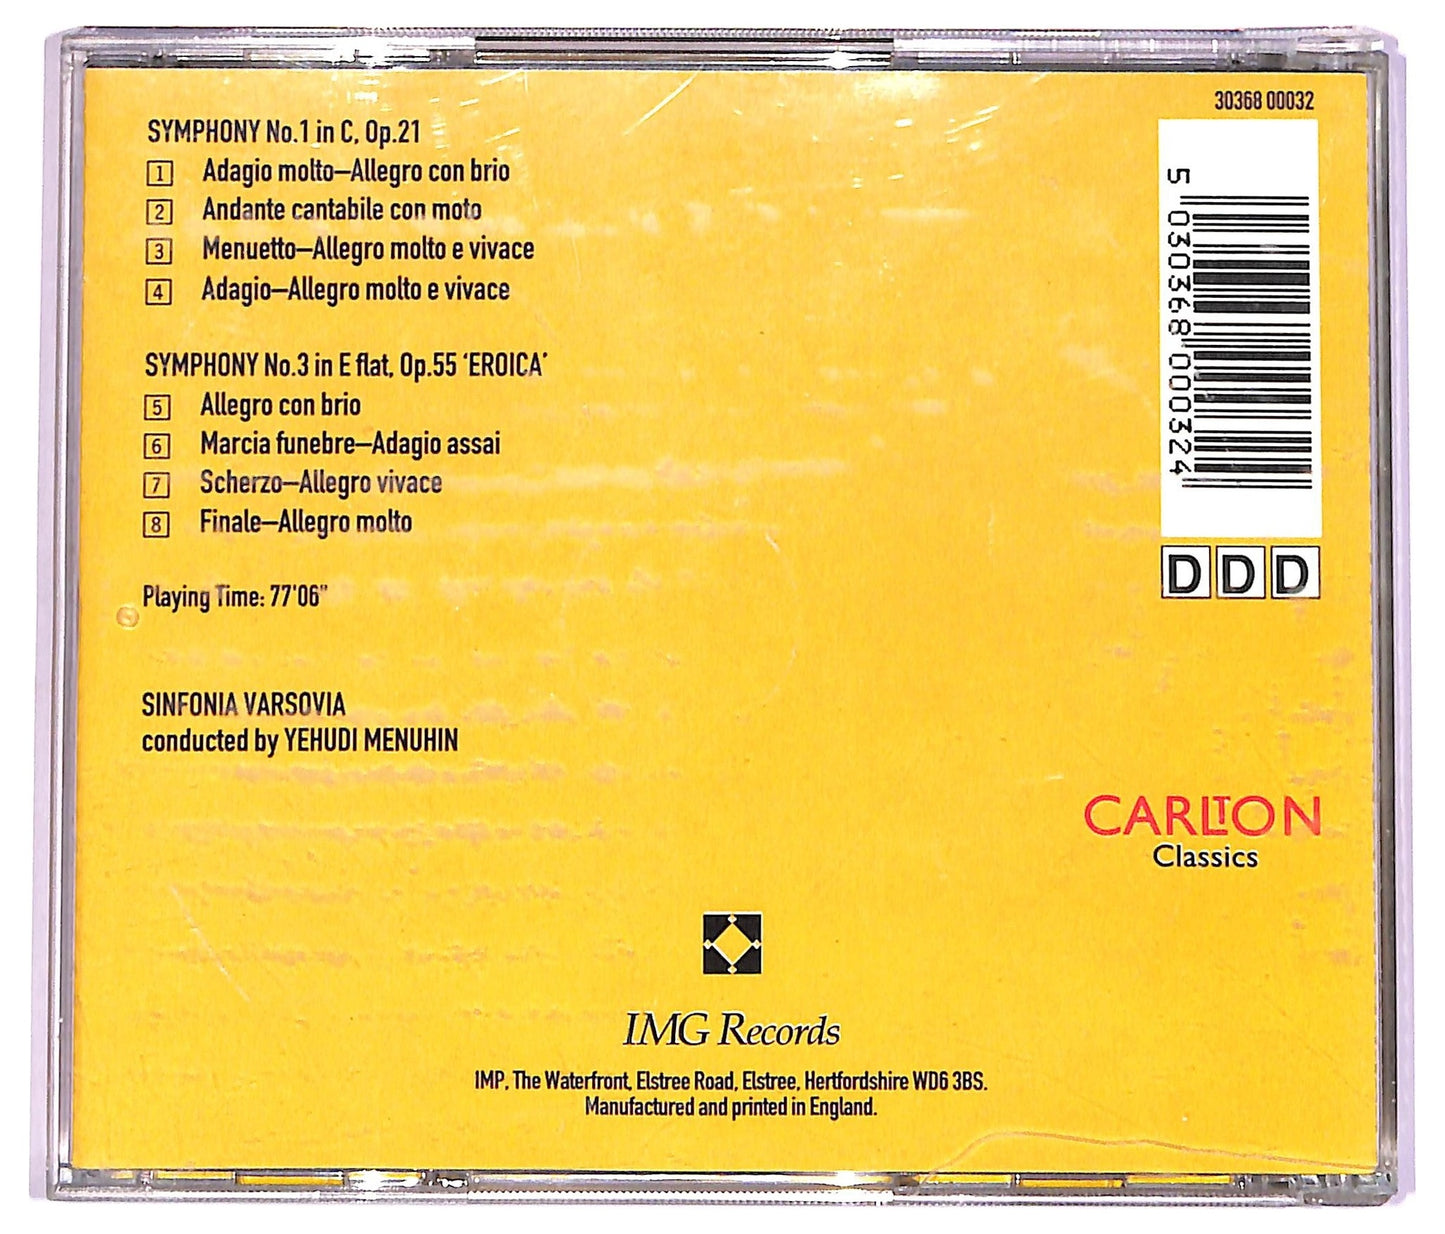 30368 00032
SYMPHONY No.1 in C, Op.21
1 Adagio molto–Allegro con brio
2 Andante cantabile con moto
3 Menuetto–Allegro molto e vivace
4 Adagio–Allegro molto e vivace
SYMPHONY No.3 in E flat, Op.55 ‘EROICA’
5 Allegro con brio
6 Marcia funebre–Adagio assai
7 Scherzo–Allegro vivace
8 Finale–Allegro molto
Playing Time: 77'06"
SINFONIA VARSOVIA
conducted by YEHUDI MENUHIN
5 030368 000324
DDD
CARLTON
Classics
IMG Records
IMP, The Waterfront, Elstree Road, Elstree, Hertfordshire WD6 3BS.
Manufactured and printed in England.